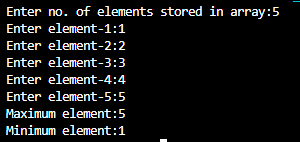 Enter no. of elements stored in array:5
Enter element-1:1
Enter element-2:2
Enter element-3:3
Enter element-4:4
Enter element-5:5
Maximum element:5
Minimum element:1